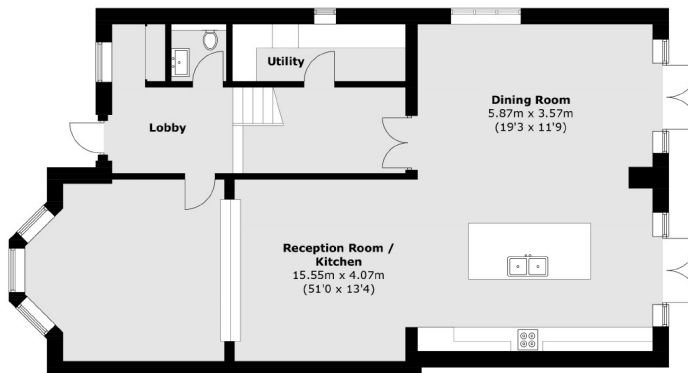 Utility
Dining Room
5.87m x 3.57m
(19'3 x 11'9)
Lobby
Reception Room /
Kitchen
15.55m x 4.07m
(51'0 x 13'4)